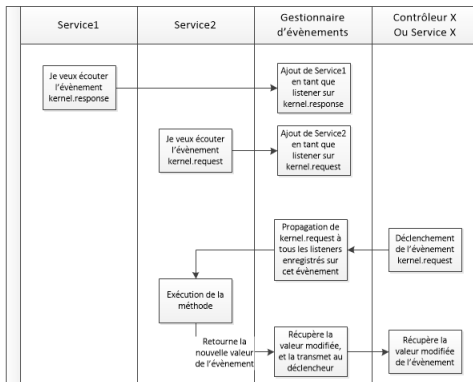 Service1
Service2
Gestionnaire
d'évènements
Contrôleur X
Ou Service X
Je veux écouter
l'évènement
kernel.response
Ajout de Service1
en tant que
listener sur
kernel.response
Je veux écouter
l'évènement
kernel.request
Ajout de Service2
en tant que
listener sur
kernel.request
Propagation de
kernel.request à
tous les listeners
enregistrés sur
cet évènement
Déclenchement
de l'évènement
kernel.request
Exécution de la
méthode
Retourne la
nouvelle valeur
de l'évènement
Récupère la
valeur modifiée,
et la transmet au
déclencheur
Récupère la
valeur modifiée
de l'évènement